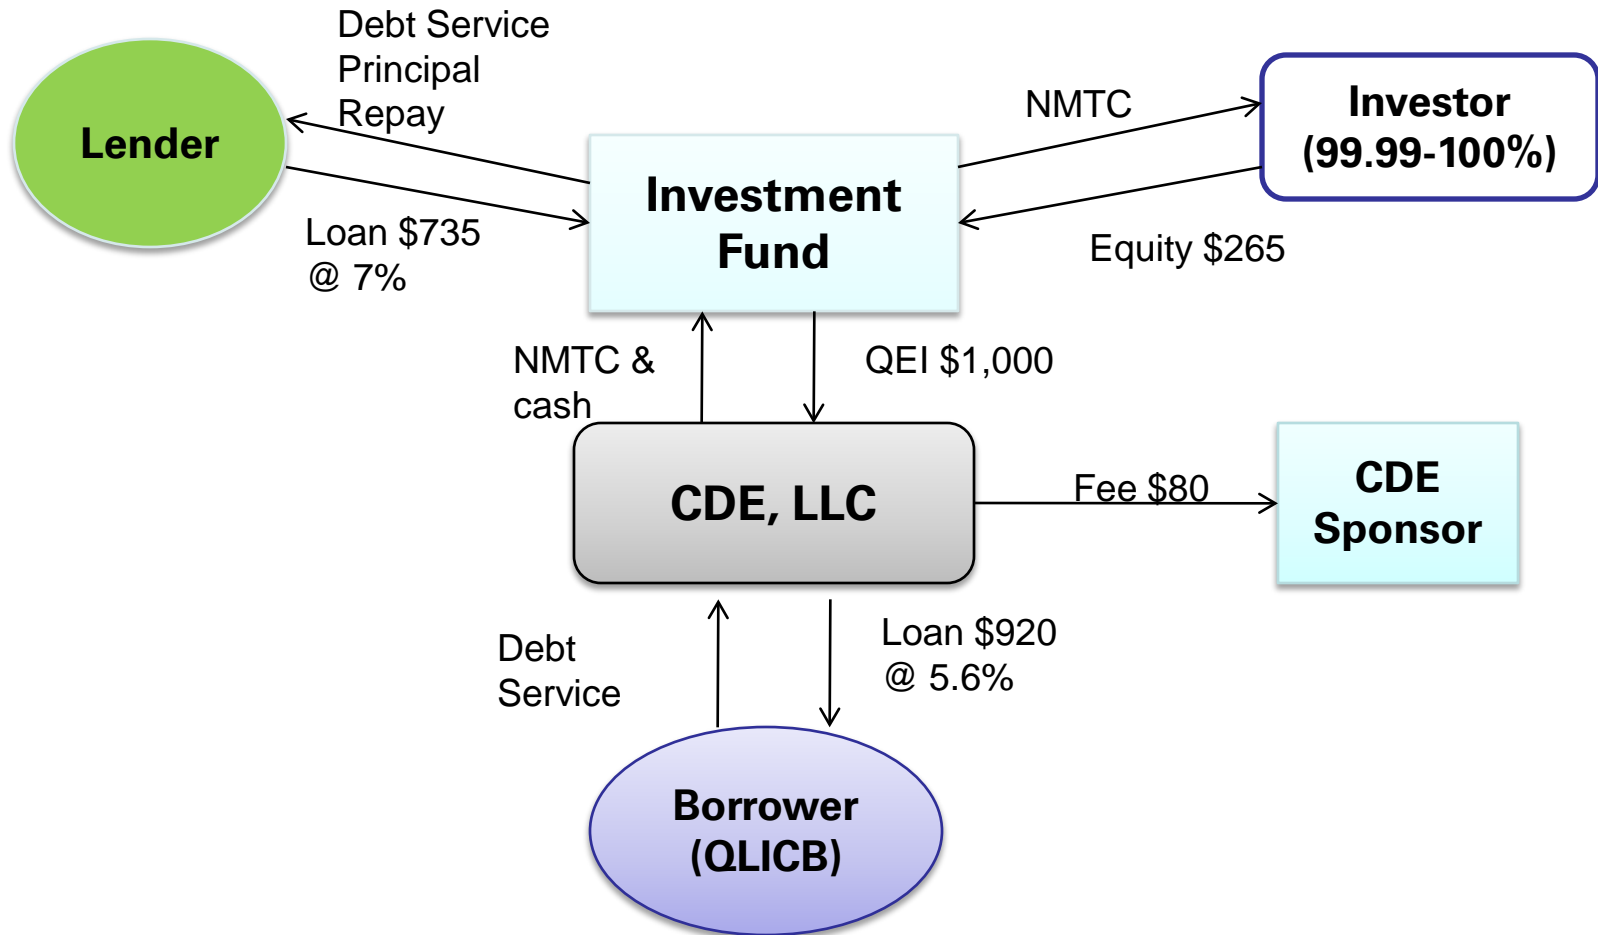 Debt Service
Principal
Repay
Lender
Loan $735
@ 7%
Investment
Fund
NMTC
Investor
(99.99-100%)
Equity $265
NMTC &
cash
QEI $1,000
CDE, LLC
Fee $80
CDE
Sponsor
Debt
Service
Loan $920
@ 5.6%
Borrower
(QLICB)